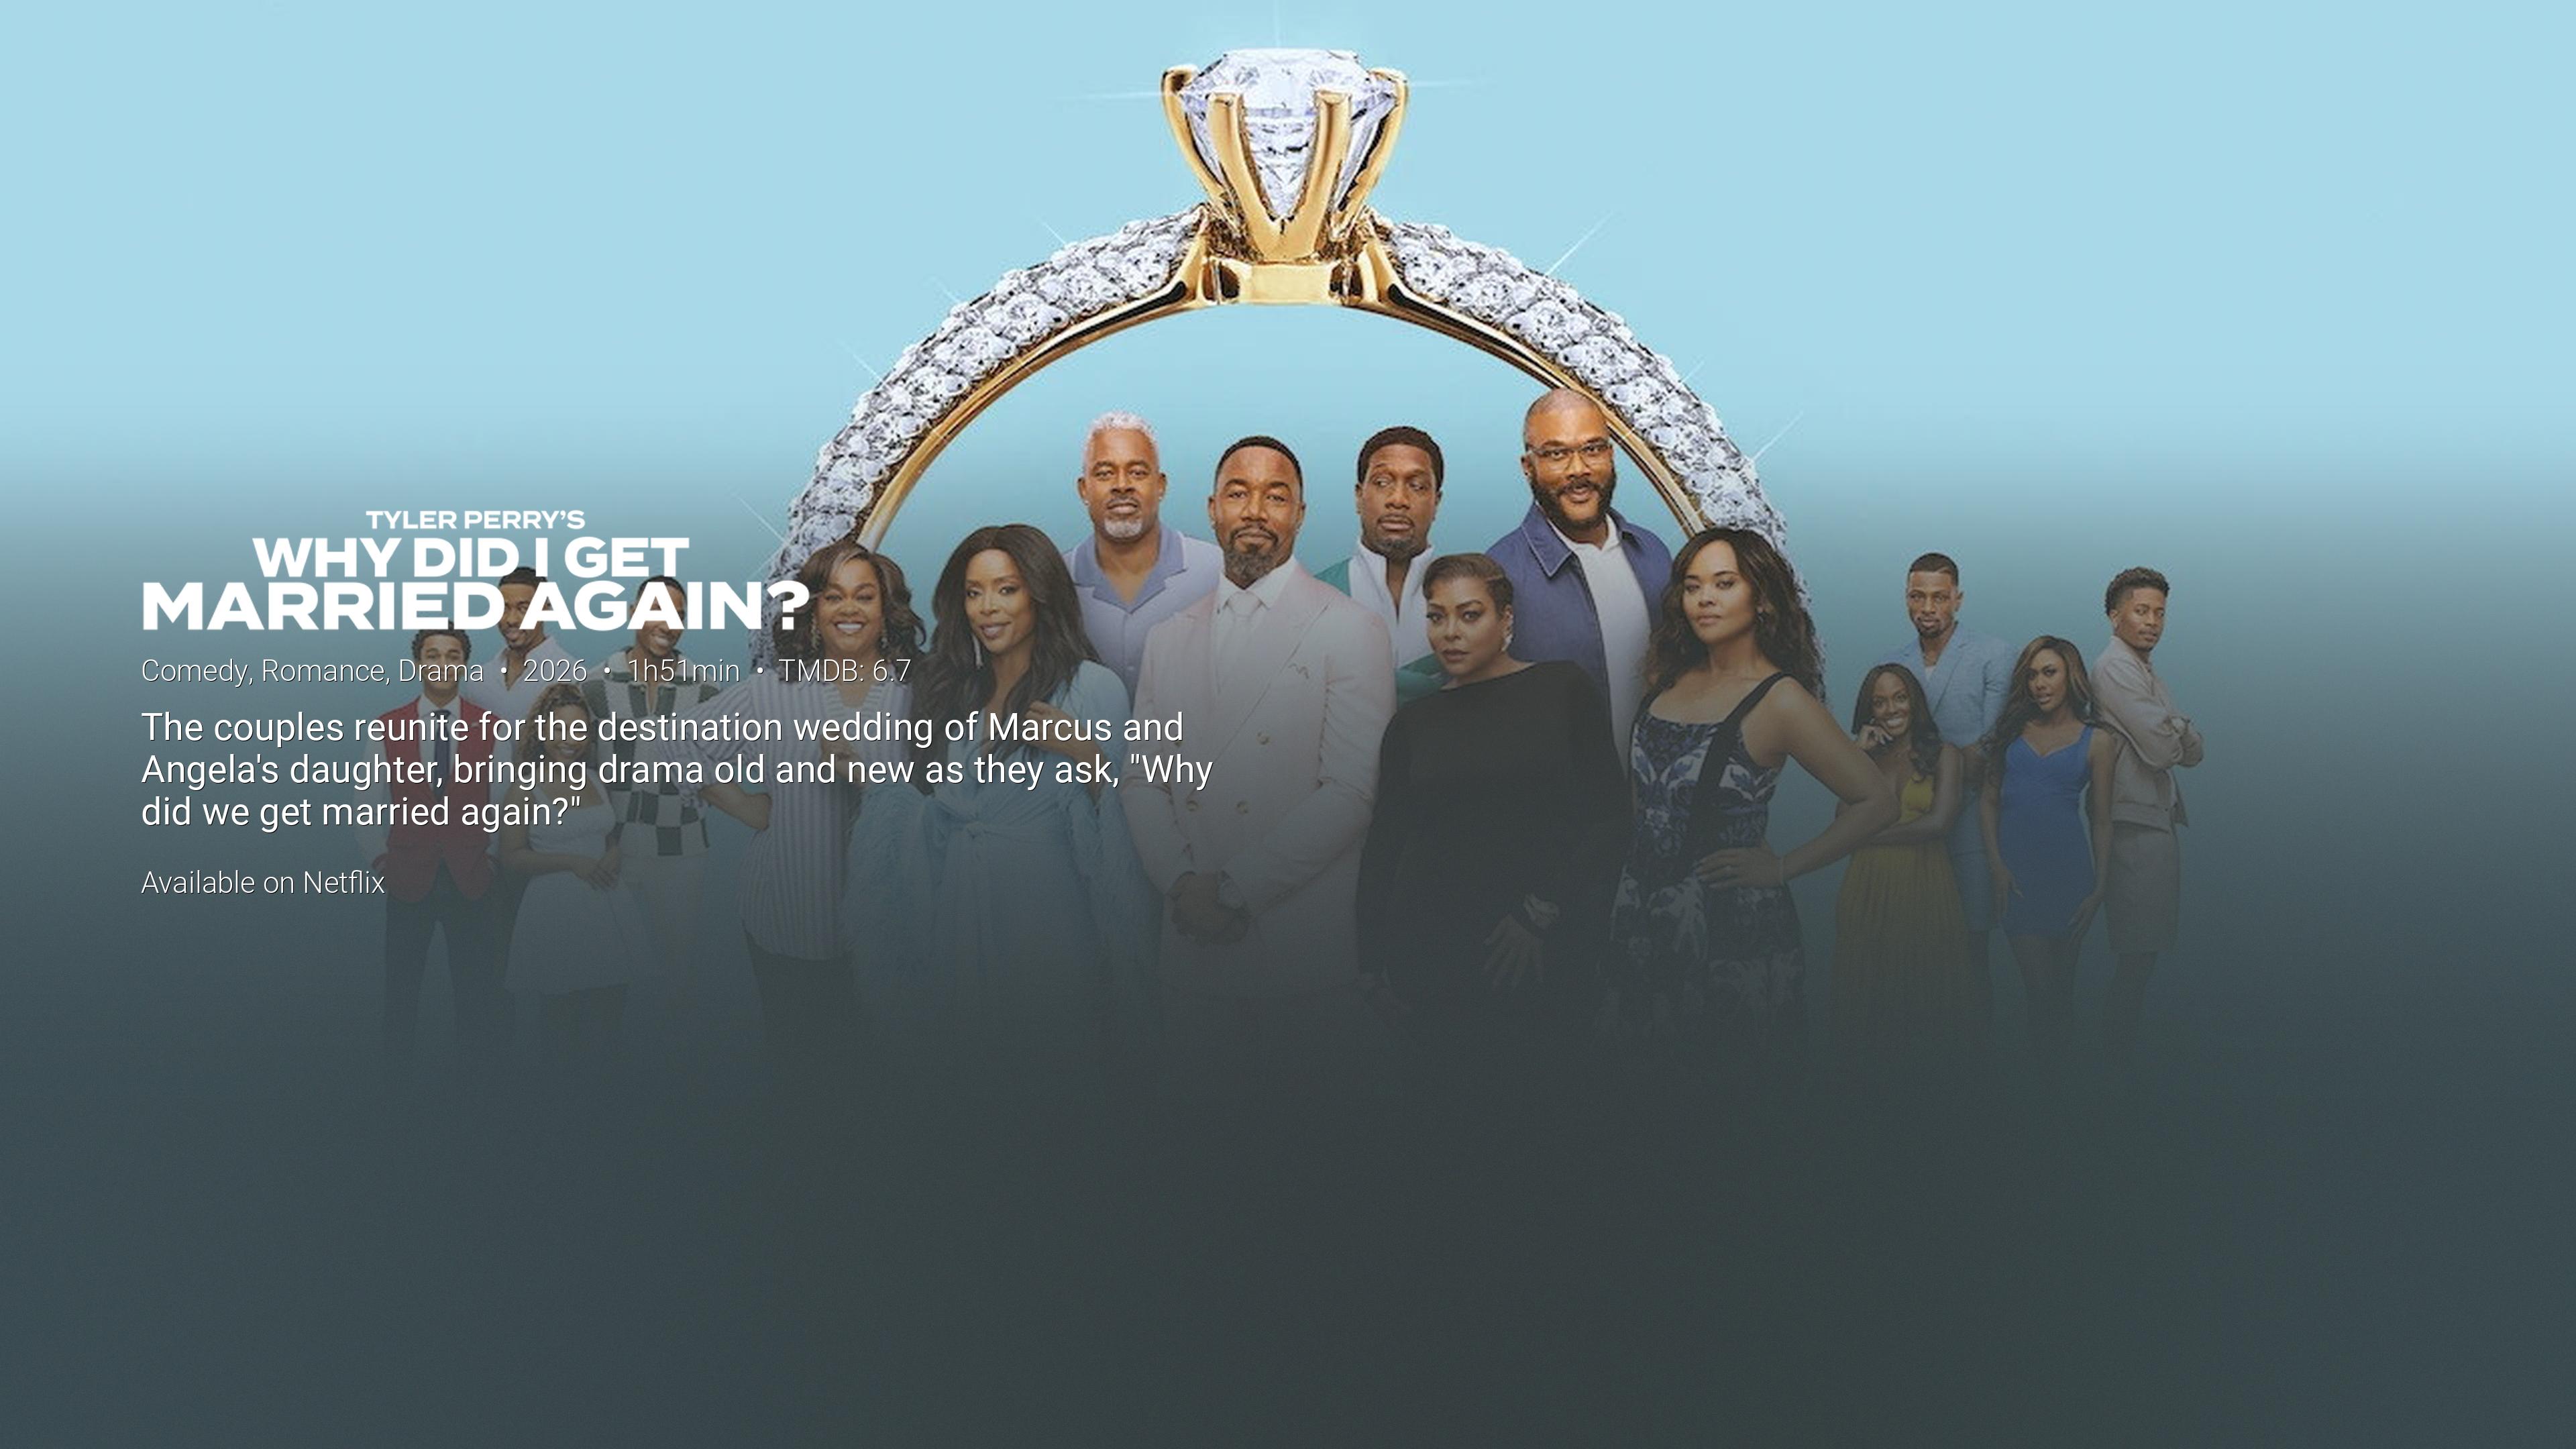 TYLER PERRY'S
WHY DID I GET
MARRIED AGAIN?
Comedy, Romance, Drama • 2026 • 1h51min • TMDB: 6.7
The couples reunite for the destination wedding of Marcus and
Angela's daughter, bringing drama old and new as they ask, "Why
did we get married again?"
Available on Netflix